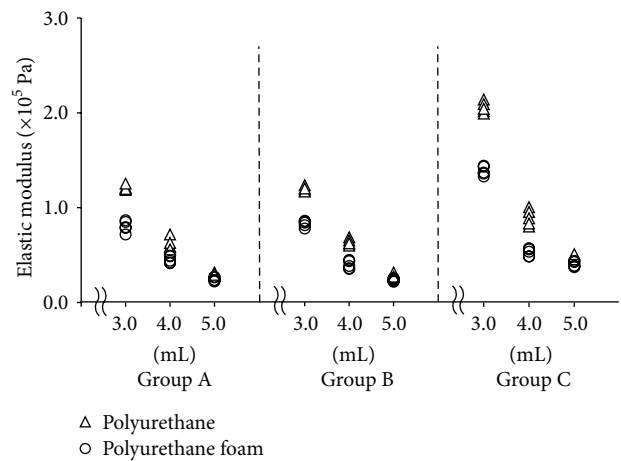 Elastic modulus (×10⁵ Pa)
3.0
2.0
1.0
0.0
3.0 4.0 5.0 3.0 4.0 5.0 3.0 4.0 5.0
(mL) (mL) (mL)
Group A Group B Group C
Polyurethane
Polyurethane foam